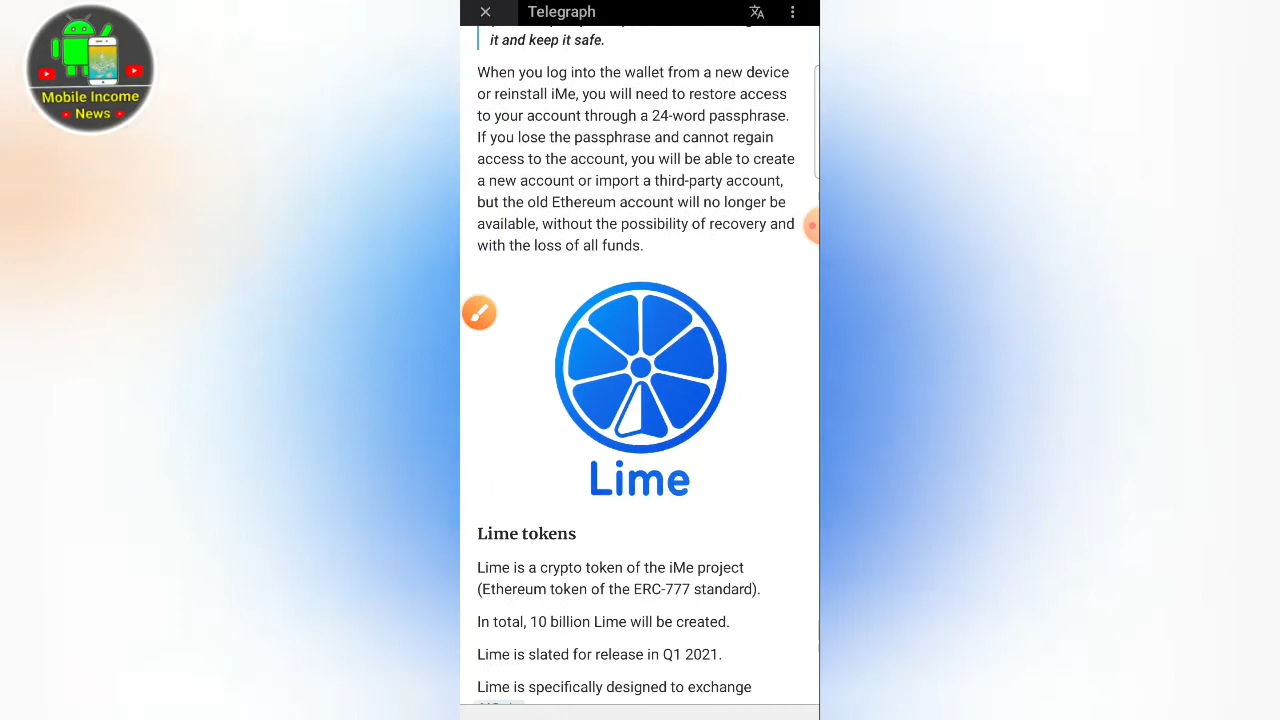 Telegraph
it and keep it safe.
Mobile Income
News
When you log into the wallet from a new device
or reinstall iMe, you will need to restore access
to your account through a 24-word passphrase.
If you lose the passphrase and cannot regain
access to the account, you will be able to create
a new account or import a third-party account,
but the old Ethereum account will no longer be
available, without the possibility of recovery and
with the loss of all funds.
Lime
Lime tokens
Lime is a crypto token of the iMe project
(Ethereum token of the ERC-777 standard).
In total, 10 billion Lime will be created.
Lime is slated for release in Q1 2021.
Lime is specifically designed to exchange